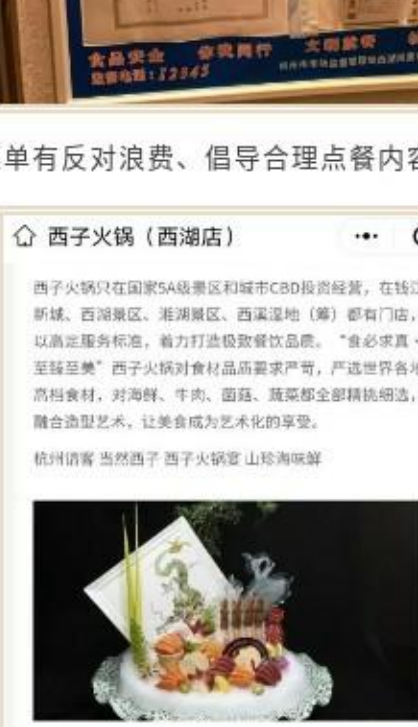 食品安全 你我同行 文明就餐
监督电话：12345
单有反对浪费、倡导合理点餐内容
西子火锅（西湖店）
西子火锅只在国家5A级景区和城市CBD投资经营，在钱江
新城、西湖景区、湘湖景区、西溪湿地（筹）都有门店，
以高定服务标准，着力打造极致餐饮品质。“食必求真·
至臻至美”西子火锅对食材品质要求严苛，严选世界各地
高档食材，对海鲜、牛肉、菌菇、蔬菜都全部精挑细选，
融合造型艺术，让美食成为艺术化的享受。
杭州请客 当然西子 西子火锅宴 山珍海味鲜